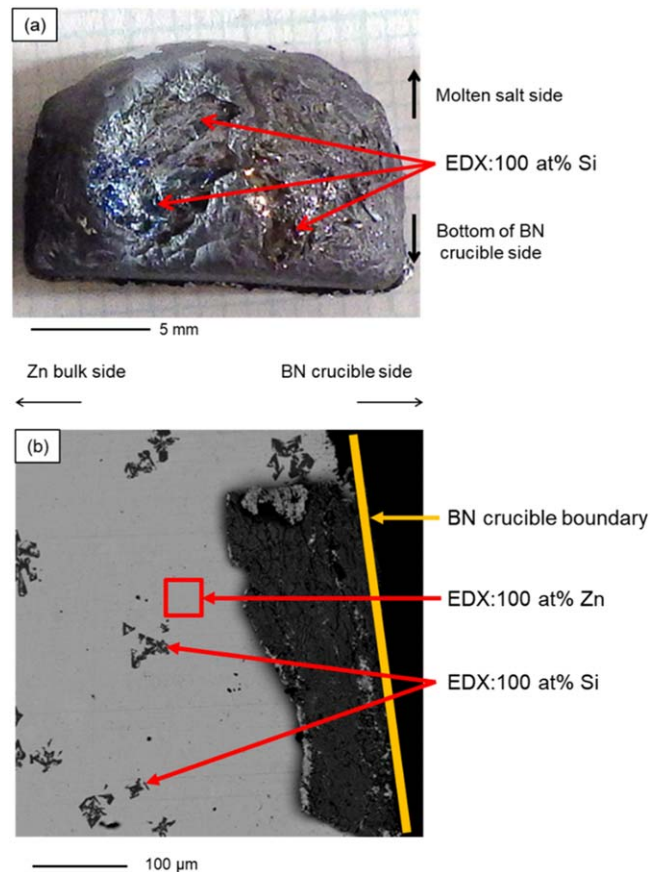 (a)
Molten salt side
EDX:100 at% Si
Bottom of BN
crucible side
5 mm
Zn bulk side
BN crucible side
(b)
BN crucible boundary
EDX:100 at% Zn
EDX:100 at% Si
100 μm